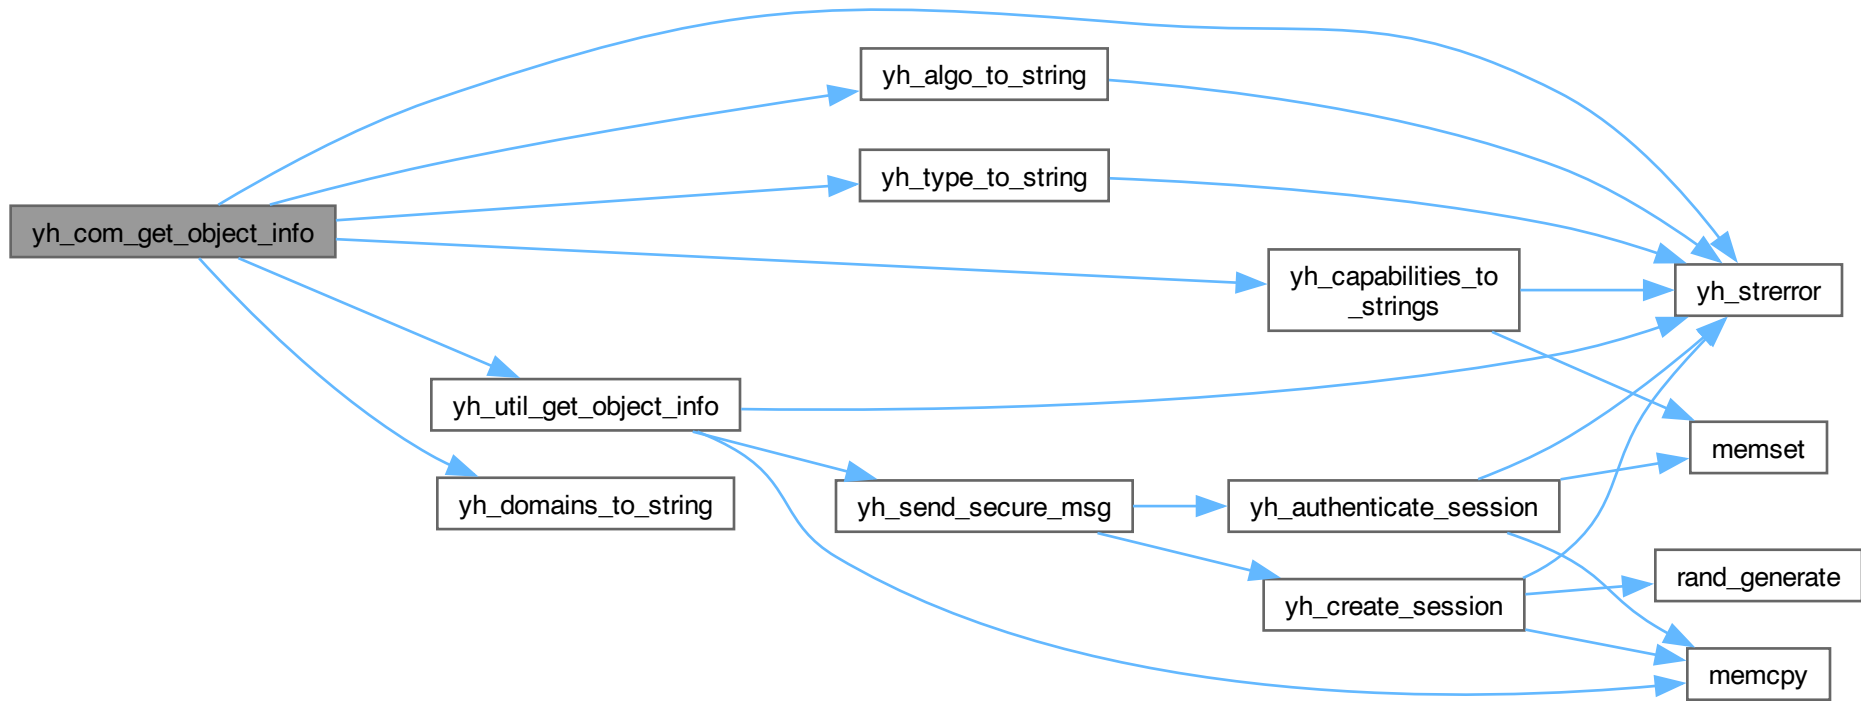 yh_algo_to_string
yh_type_to_string
yh_com_get_object_info
yh_capabilities_to
_strings
yh_strerror
yh_util_get_object_info
memset
yh_domains_to_string
yh_send_secure_msg
yh_authenticate_session
rand_generate
yh_create_session
memcpy